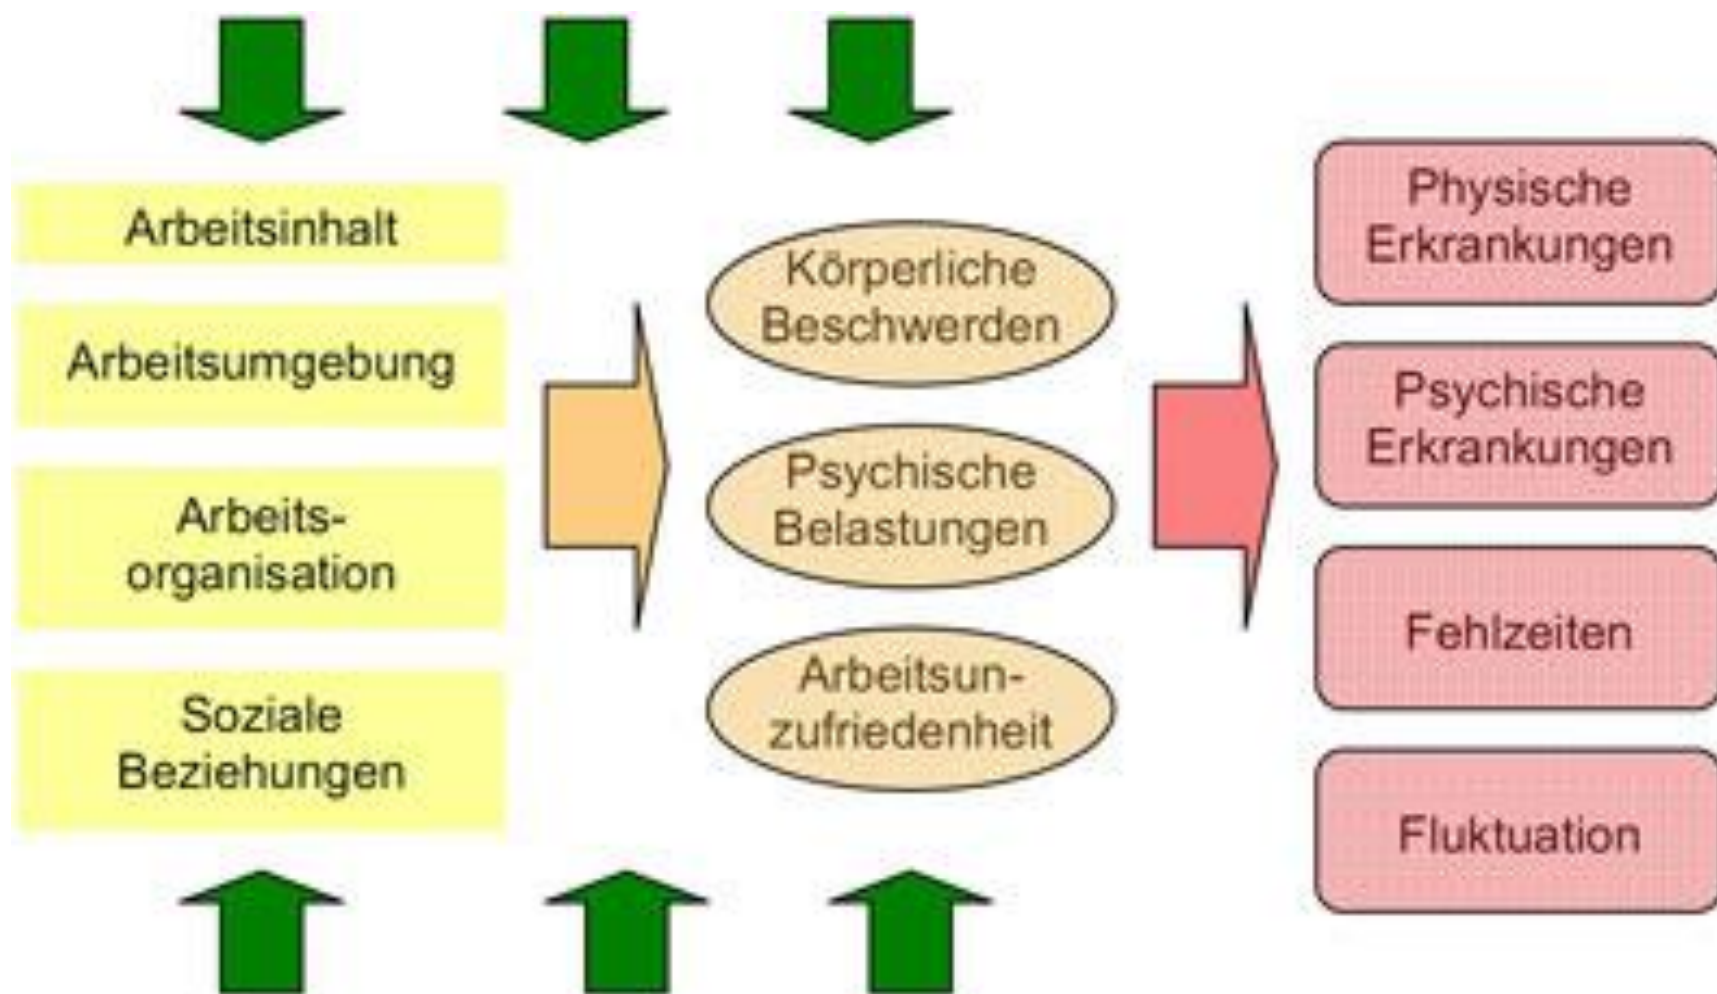 Arbeitsinhalt
Arbeitsumgebung
Arbeits-
organisation
Soziale
Beziehungen
Körperliche
Beschwerden
Psychische
Belastungen
Arbeitsun-
zufriedenheit
Physische
Erkrankungen
Psychische
Erkrankungen
Fehlzeiten
Fluktuation